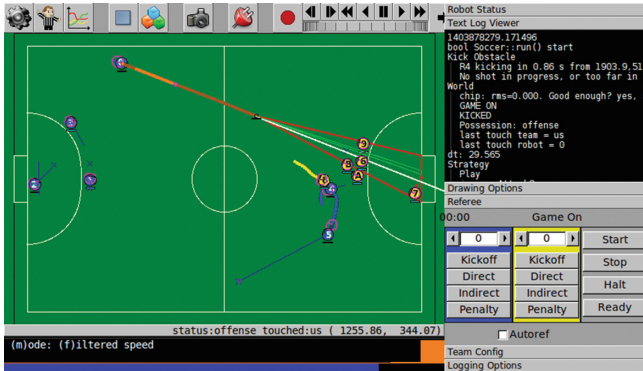 Robot Status
Text Log Viewer
1403878279.171496
bool Soccer::run() start
Kick Obstacle
R4 kicking in 0.86 s from 1903.9,51
No shot in progress, or too far in
World
chip: rms=0.000. Good enough? yes,
GAME ON
KICKED
Possession: offense
last touch team = us
last touch robot = 0
dt: 29.565
Strategy
Play
Drawing Options
Referee
00:00 Game On
0 0 Start
Kickoff Kickoff Stop
Direct Direct
Indirect Indirect Halt
Penalty Penalty Ready
Autoref
status:offense touched:us ( 1255.86, 344.07)
(m)ode: (f)iltered speed
Team Config
Logging Options
5
7
A